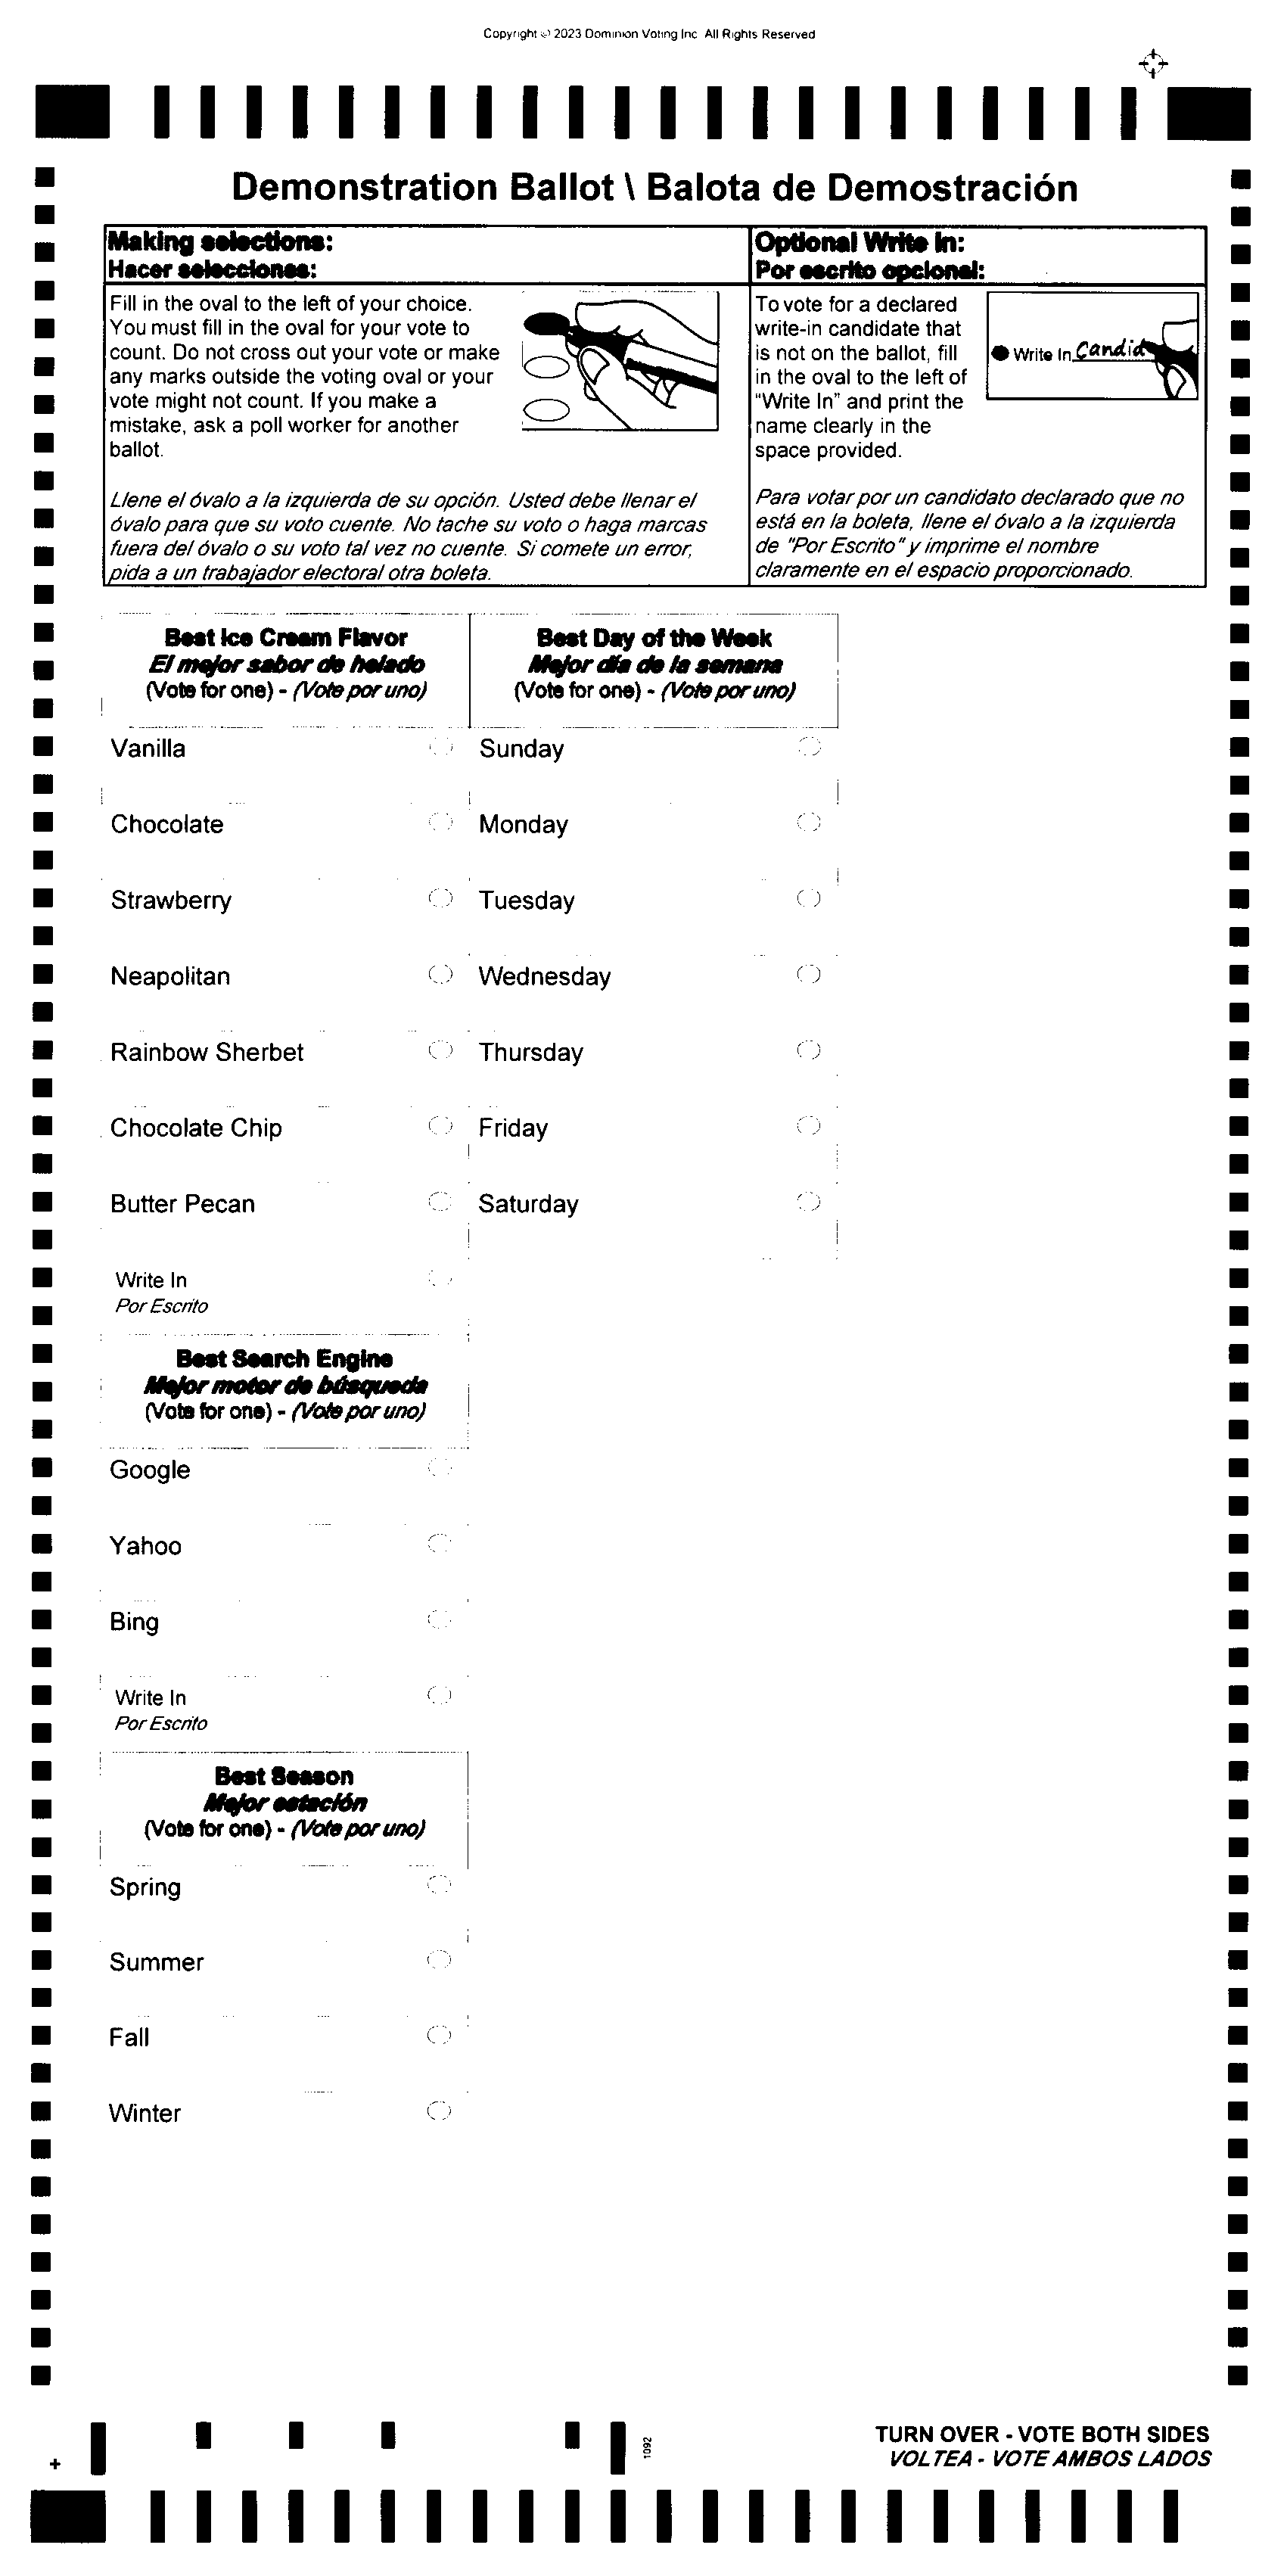 Copyright © 2023 Dominion Voting Inc All Rights Reserved
Demonstration Ballot \ Balota de Demostración
Making selections:
Hacer selecciones:
Fill in the oval to the left of your choice.
You must fill in the oval for your vote to
count. Do not cross out your vote or make
any marks outside the voting oval or your
vote might not count. If you make a
mistake, ask a poll worker for another
ballot.
Llene el óvalo a la izquierda de su opción. Usted debe llenar el
óvalo para que su voto cuente. No tache su voto o haga marcas
fuera del óvalo o su voto tal vez no cuente. Si comete un error,
pida a un trabajador electoral otra boleta.
Optional Write in:
Por escrito opcional:
To vote for a declared
write-in candidate that
is not on the ballot, fill
in the oval to the left of
"Write In" and print the
name clearly in the
space provided.
Write In Candid
Para votar por un candidato declarado que no
está en la boleta, llene el óvalo a la izquierda
de "Por Escrito" y imprime el nombre
claramente en el espacio proporcionado.
Best Ice Cream Flavor
El mejor sabor de helado
(Vote for one) - (Vote por uno)
Vanilla
Chocolate
Strawberry
Neapolitan
Rainbow Sherbet
Chocolate Chip
Butter Pecan
Write In
Por Escrito
Best Search Engine
Mejor motor de búsqueda
(Vote for one) - (Vote por uno)
Google
Yahoo
Bing
Write In
Por Escrito
Best Season
Mejor estación
(Vote for one) - (Vote por uno)
Spring
Summer
Fall
Winter
Best Day of the Week
Mejor día de la semana
(Vote for one) - (Vote por uno)
Sunday
Monday
Tuesday
Wednesday
Thursday
Friday
Saturday
1092
TURN OVER - VOTE BOTH SIDES
VOLTEA - VOTE AMBOS LADOS